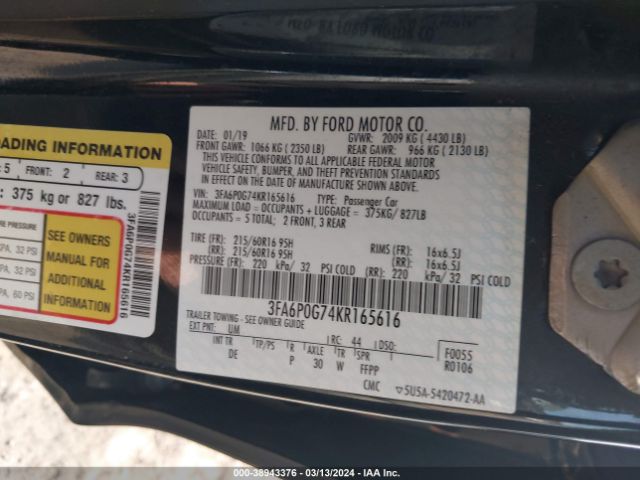 MFD. BY FORD MOTOR CO.
DATE: 01/19
GVWR: 2009 KG ( 4430 LB)
FRONT GAWR: 1066 KG ( 2350 LB)
REAR GAWR: 966 KG ( 2130 LB)
THIS VEHICLE CONFORMS TO ALL APPLICABLE FEDERAL MOTOR
VEHICLE SAFETY, BUMPER, AND THEFT PREVENTION STANDARDS
IN EFFECT ON THE DATE OF MANUFACTURE SHOWN ABOVE.
VIN: 3FA6P0G74KR165616 TYPE: Passenger Car
MAXIMUM LOAD = OCCUPANTS + LUGGAGE = 375KG/ 827LB
OCCUPANTS = 5 TOTAL; 2 FRONT, 3 REAR
TIRE (FR): 215/60R16 95H RIMS (FR): 16x6.5J
(RR): 215/60R16 95H (RR): 16x6.5J
PRESSURE (FR): 220 kPa/ 32 PSI COLD (RR): 220 kPa/ 32 PSI COLD
3FA6P0G74KR165616
TRAILER TOWING - SEE OWNER GUIDE
EXT PNT: UM RC: 44 DSO: F0055
R0106
INT TR TP/PS R AXLE TR SPR
DE P 30 W FFPP
CMC 5U5A-5420472-AA
OADING INFORMATION
5 FRONT: 2 REAR: 3
: 375 kg or 827 lbs.
PRESSURE
PA, 32 PSI
PA, 32 PSI
PA, 60 PSI
SEE OWNERS
MANUAL FOR
ADDITIONAL
INFORMATION
3FA6P0G74KR165616
000-38943376 - 03/13/2024 - IAA Inc.